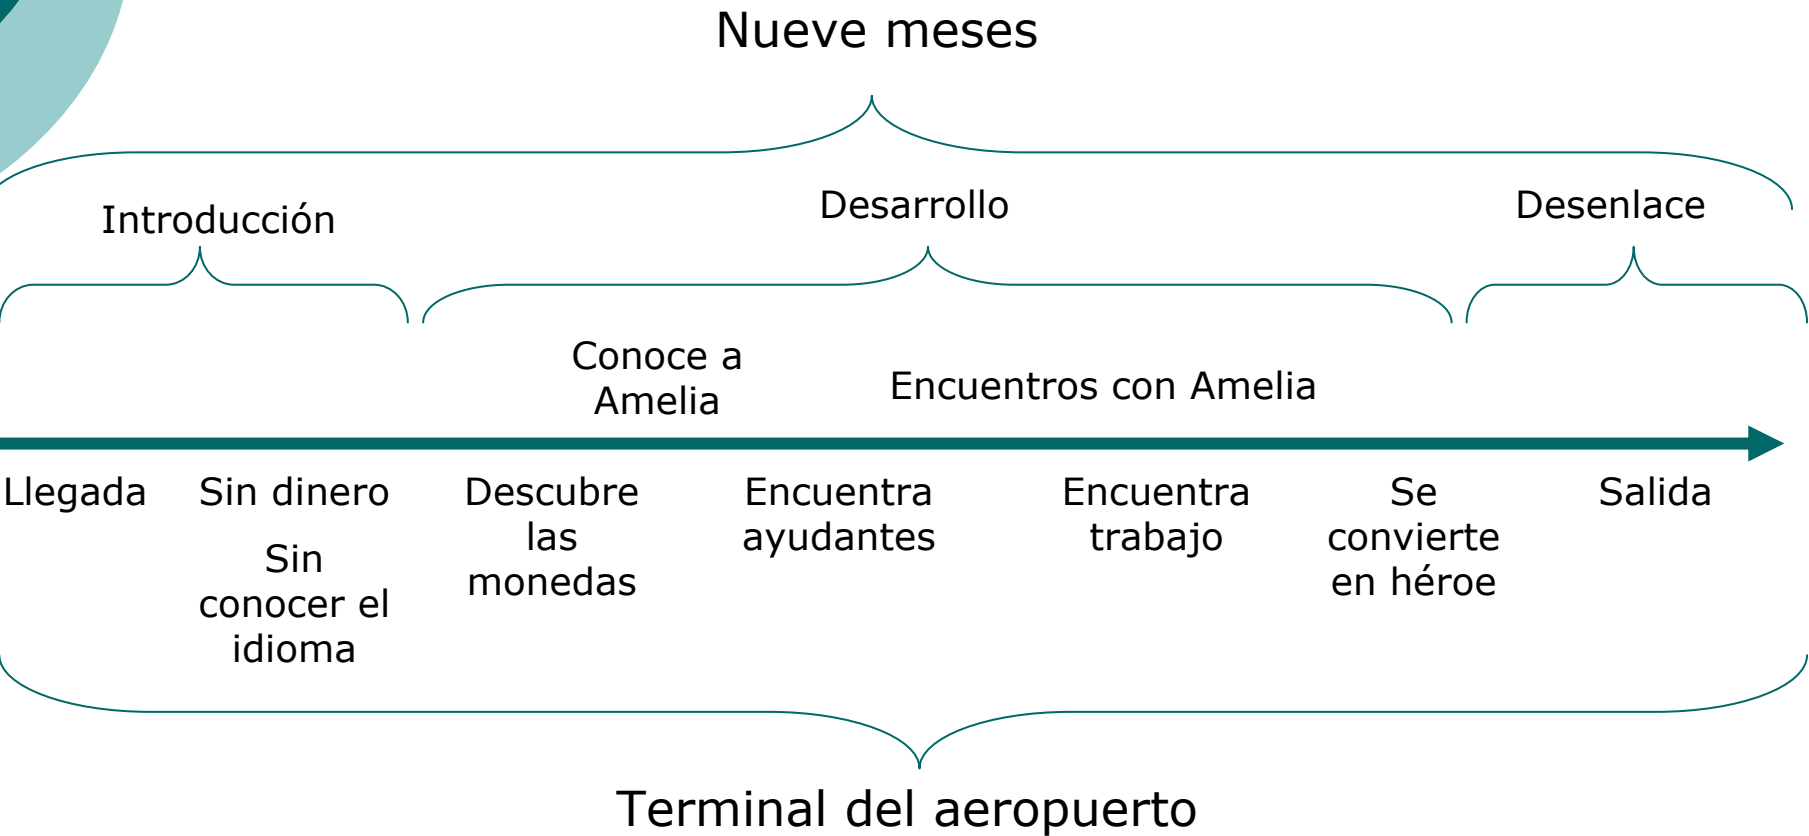 Nueve meses
Introducción
Desarrollo
Desenlace
Conoce a
Amelia
Encuentros con Amelia
Llegada
Sin dinero
Sin
conocer el
idioma
Descubre
las
monedas
Encuentra
ayudantes
Encuentra
trabajo
Se
convierte
en héroe
Salida
Terminal del aeropuerto